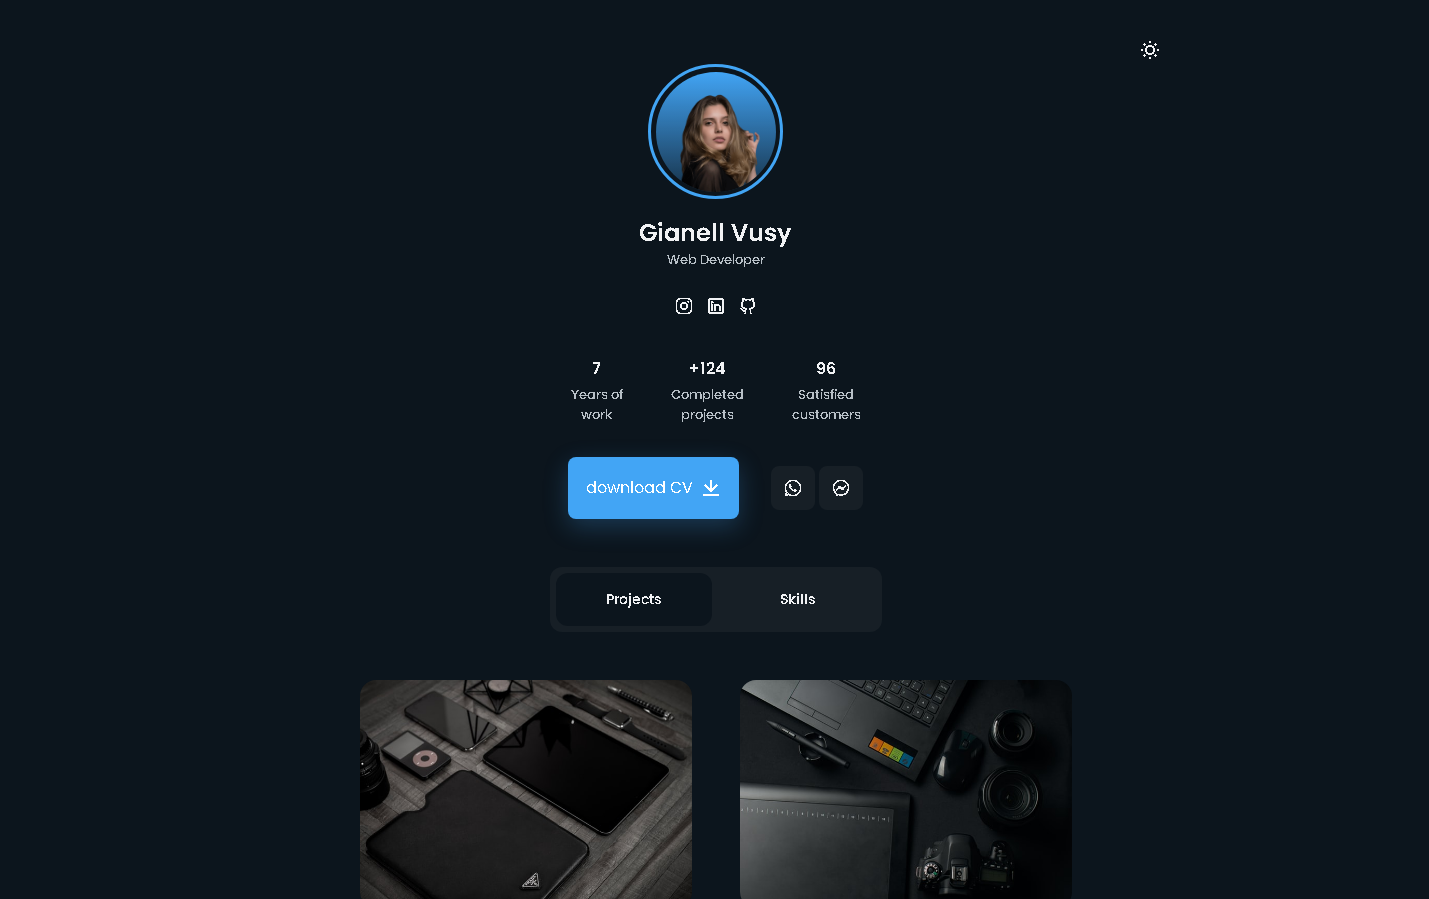 Gianell Vusy
Web Developer
7
Years of
work
+124
Completed
projects
96
Satisfied
customers
download CV
Projects
Skills